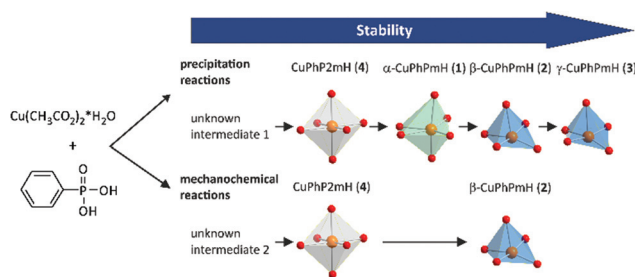 Stability
precipitation
reactions
CuPhP2mH (4)
α-CuPhPmH (1)
β-CuPhPmH (2)
γ-CuPhPmH (3)
Cu(CH3CO2)2*H2O
+
O
P
OH
OH
unknown
intermediate 1
mechanochemical
reactions
CuPhP2mH (4)
β-CuPhPmH (2)
unknown
intermediate 2